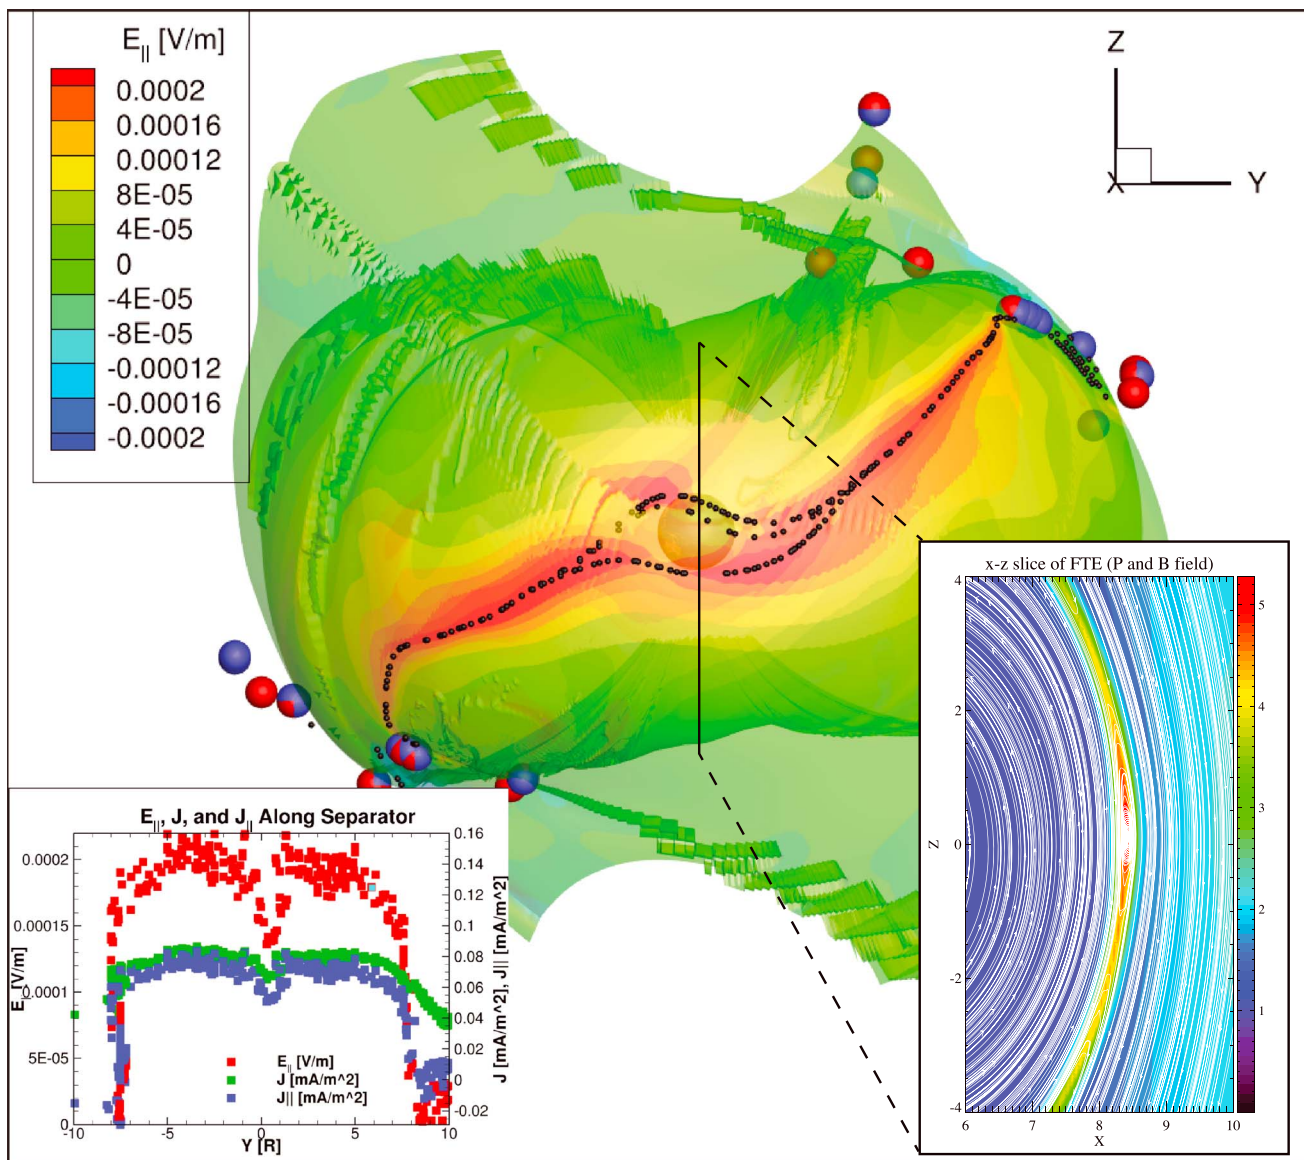 E|| [V/m]
0.0002
0.00016
0.00012
8E-05
4E-05
0
-4E-05
-8E-05
-0.00012
-0.00016
-0.0002
Z
X
Y
x-z slice of FTE (P and B field)
4
2
0
-2
-4
Z
6 7 8 9 10
X
5
4
3
2
1
E||, J, and J|| Along Separator
0.0002
0.00015
0.0001
5E-05
0
E|| [V/m]
0.16
0.14
0.12
0.1
0.08
0.06
0.04
0.02
0
-0.02
J [mA/m^2], J|| [mA/m^2]
E|| [V/m]
J [mA/m^2]
J|| [mA/m^2]
-10 -5 0 5 10
Y [R]